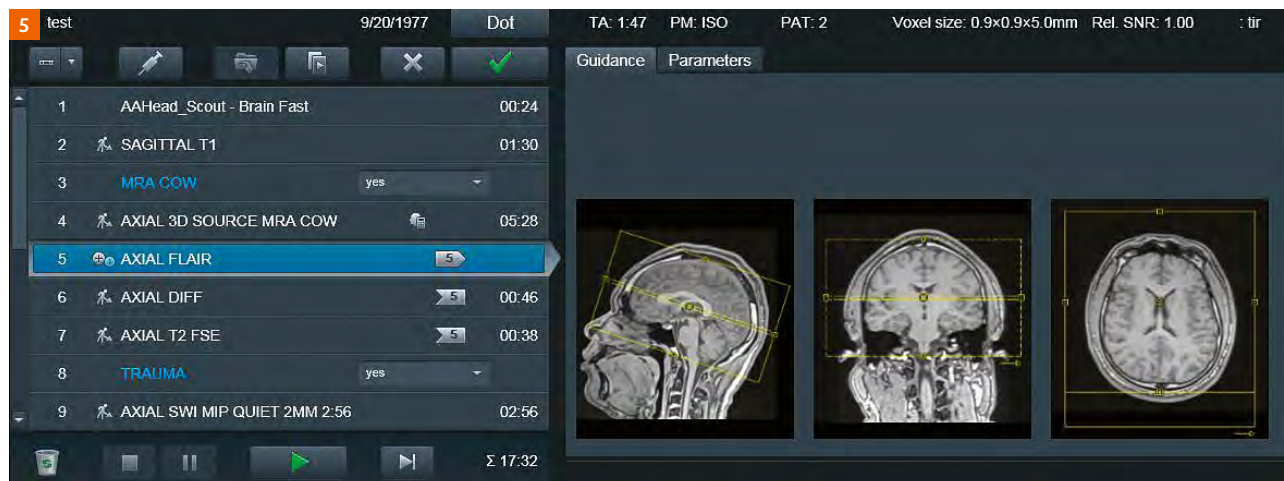 5 test 9/20/1977 Dot TA: 1:47 PM: ISO PAT: 2 Voxel size: 0.9×0.9×5.0mm Rel. SNR: 1.00 : tir
Guidance Parameters
1 AAHead_Scout - Brain Fast 00:24
2 SAGITTAL T1 01:30
3 MRA COW yes
4 AXIAL 3D SOURCE MRA COW 05:28
5 AXIAL FLAIR 5
6 AXIAL DIFF 5 00:46
7 AXIAL T2 FSE 5 00:38
8 TRAUMA yes
9 AXIAL SWI MIP QUIET 2MM 2:56 02:56
Σ 17:32